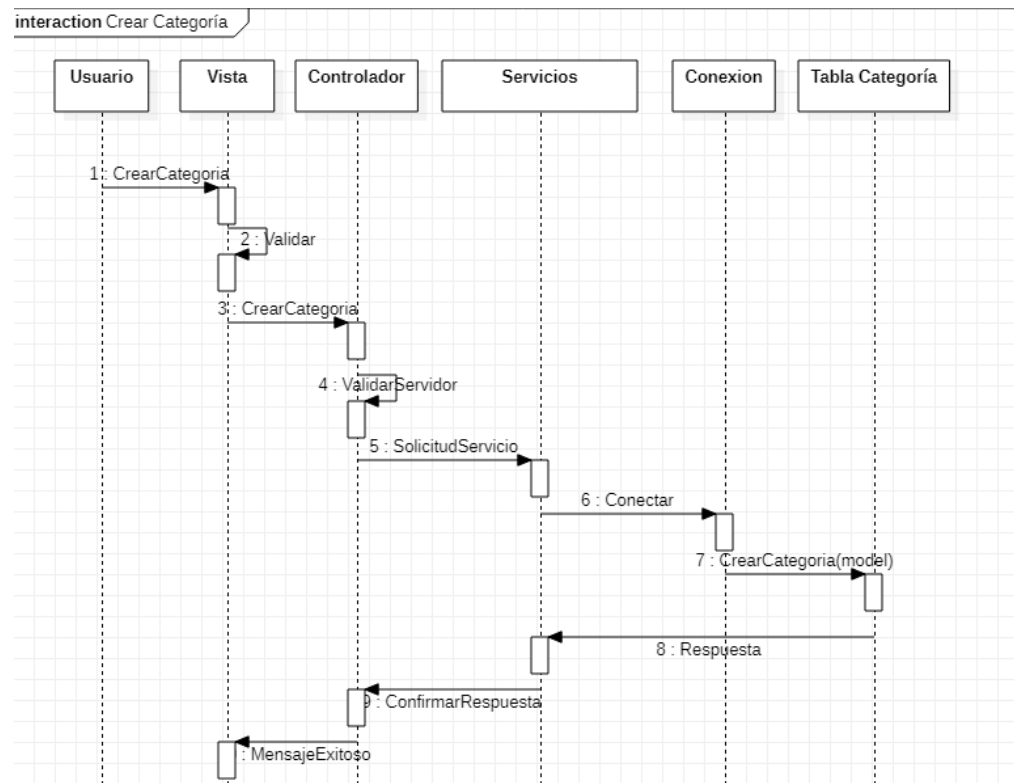 interaction Crear Categoría
Usuario
Vista
Controlador
Servicios
Conexion
Tabla Categoría
1 : CrearCategoria
2 : Validar
3 : CrearCategoria
4 : ValidarServidor
5 : SolicitudServicio
6 : Conectar
7 : CrearCategoria(model)
8 : Respuesta
9 : ConfirmarRespuesta
: MensajeExitoso